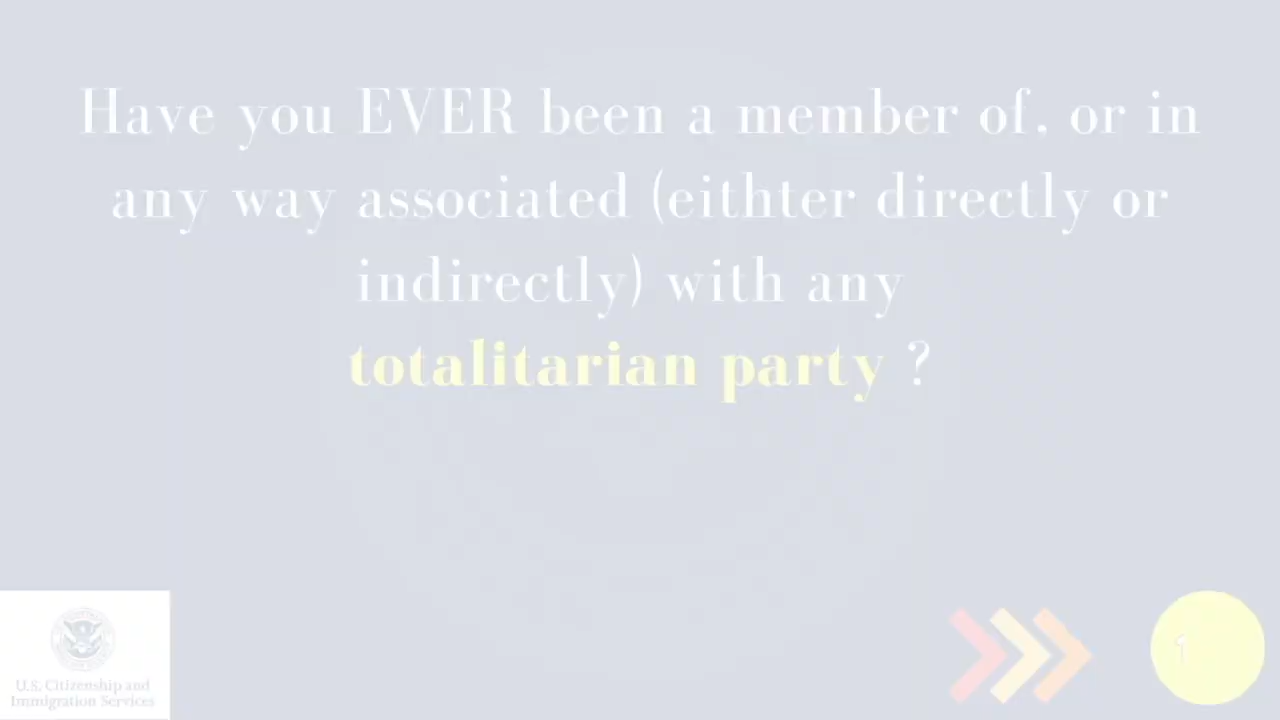 Have you EVER been a member of, or in
any way associated (eithter directly or
indirectly) with any
totalitarian party ?
U.S. Citizenship and
Immigration Services
1